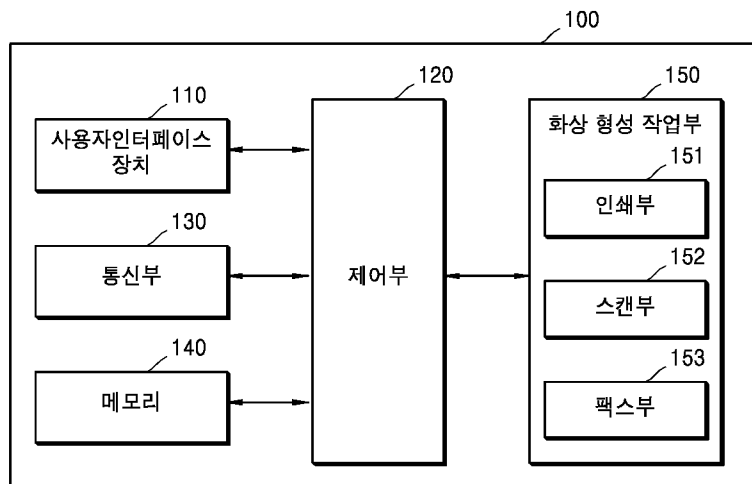 100
110
사용자인터페이스
장치
130
통신부
140
메모리
120
제어부
150
화상 형성 작업부
151
인쇄부
152
스캔부
153
팩스부